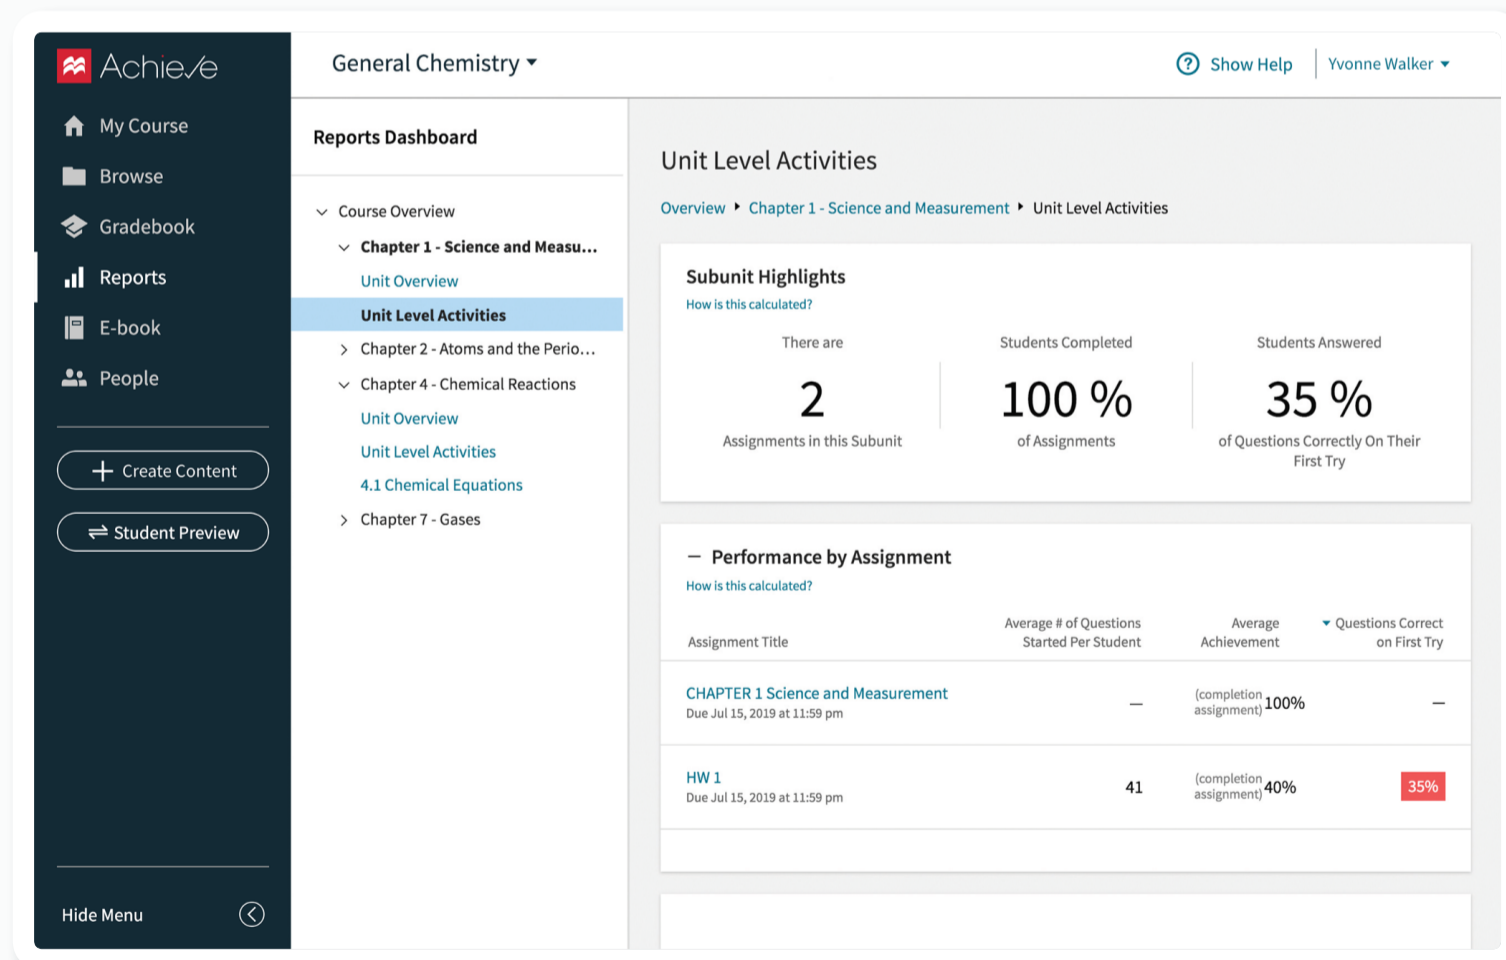 Achieve
General Chemistry
Show Help
Yvonne Walker
My Course
Browse
Gradebook
Reports
E-book
People
Create Content
Student Preview
Hide Menu
Reports Dashboard
Course Overview
Chapter 1 - Science and Measu...
Unit Overview
Unit Level Activities
Chapter 2 - Atoms and the Perio...
Chapter 4 - Chemical Reactions
Unit Overview
Unit Level Activities
4.1 Chemical Equations
Chapter 7 - Gases
Unit Level Activities
Overview ▸ Chapter 1 - Science and Measurement ▸ Unit Level Activities
Subunit Highlights
How is this calculated?
There are
2
Assignments in this Subunit
Students Completed
100 %
of Assignments
Students Answered
35 %
of Questions Correctly On Their
First Try
— Performance by Assignment
How is this calculated?
Assignment Title
Average # of Questions
Started Per Student
Average
Achievement
Questions Correct
on First Try
CHAPTER 1 Science and Measurement
Due Jul 15, 2019 at 11:59 pm
—
(completion
assignment) 100%
—
HW 1
Due Jul 15, 2019 at 11:59 pm
41
(completion
assignment) 40%
35%